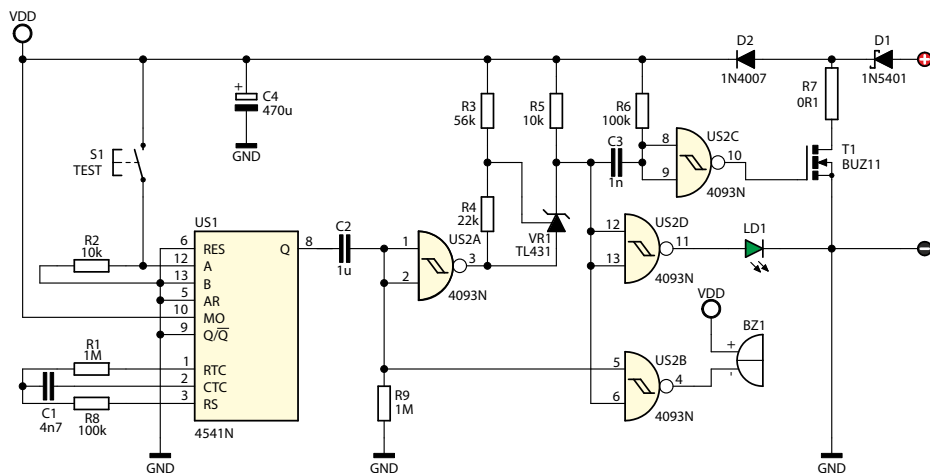 VDD
D2
1N4007
D1
1N5401
+
C4
470u
GND
R3
56k
R5
10k
R6
100k
R7
0R1
S1
TEST
C3
1n
8
9
US2C
10
4093N
T1
BUZ11
R4
22k
VR1
TL431
US1
R2
10k
6 RES
12 A
13 B
5 AR
10 MO
9 Q/Q̅
1 RTC
2 CTC
3 RS
Q 8
4541N
C2
1u
1
2
US2A
3
4093N
12
13
US2D
11
4093N
LD1
VDD
BZ1
+
-
R1
1M
C1
4n7
R8
100k
R9
1M
5
6
US2B
4
4093N
GND
GND
GND